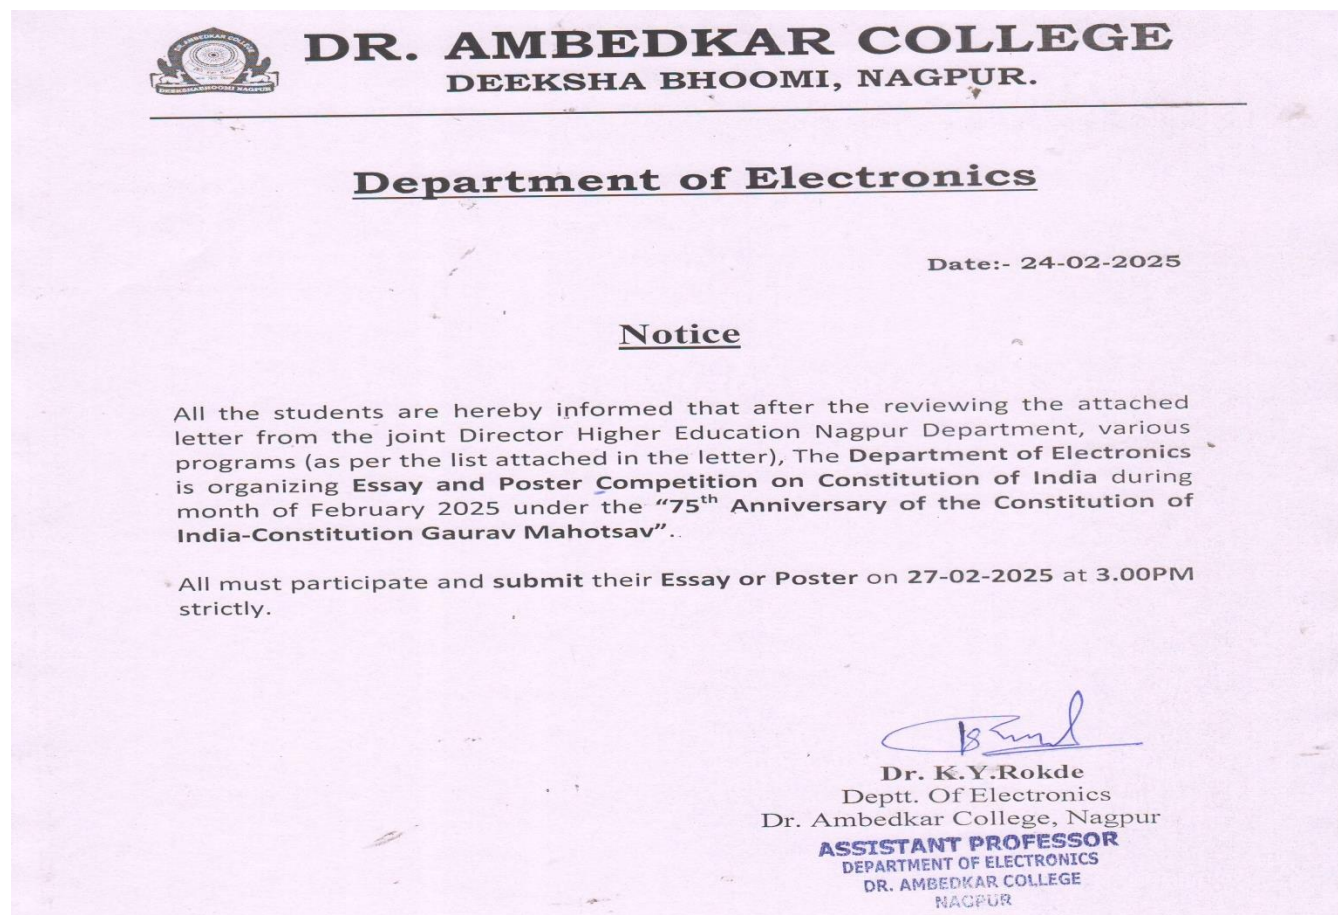 DR. AMBEDKAR COLLEGE
DEEKSHABHOOMI NAGPUR
DR. AMBEDKAR COLLEGE
DEEKSHA BHOOMI, NAGPUR.
Department of Electronics
Date:- 24-02-2025
Notice
All the students are hereby informed that after the reviewing the attached
letter from the joint Director Higher Education Nagpur Department, various
programs (as per the list attached in the letter), The Department of Electronics
is organizing Essay and Poster Competition on Constitution of India during
month of February 2025 under the “75th Anniversary of the Constitution of
India-Constitution Gaurav Mahotsav”.
All must participate and submit their Essay or Poster on 27-02-2025 at 3.00PM
strictly.
Dr. K.Y.Rokde
Deptt. Of Electronics
Dr. Ambedkar College, Nagpur
ASSISTANT PROFESSOR
DEPARTMENT OF ELECTRONICS
DR. AMBEDKAR COLLEGE
NAGPUR